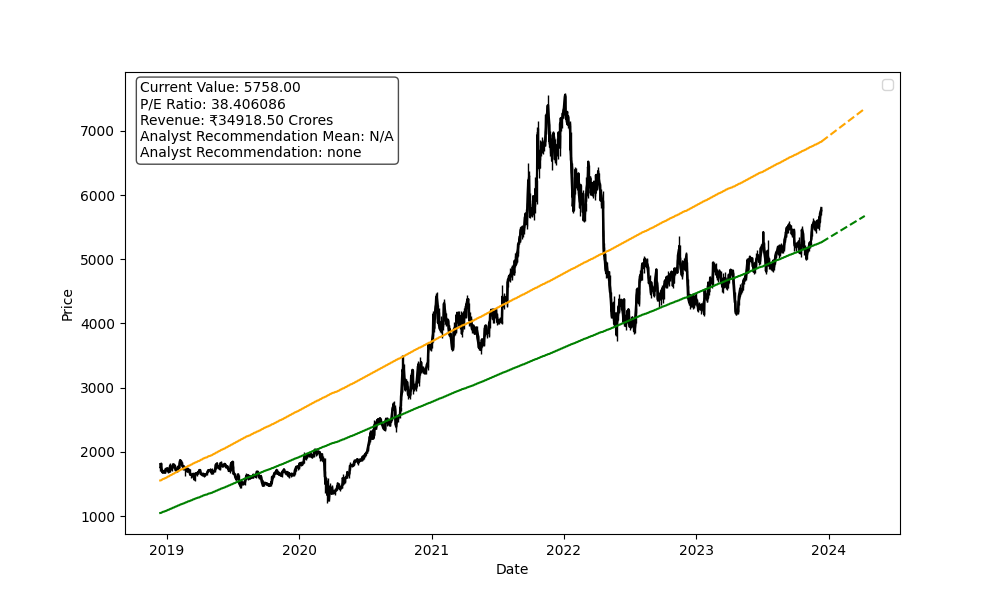 Current Value: 5758.00
P/E Ratio: 38.406086
Revenue: ₹34918.50 Crores
Analyst Recommendation Mean: N/A
Analyst Recommendation: none
7000
6000
5000
4000
3000
2000
1000
Price
2019 2020 2021 2022 2023 2024
Date